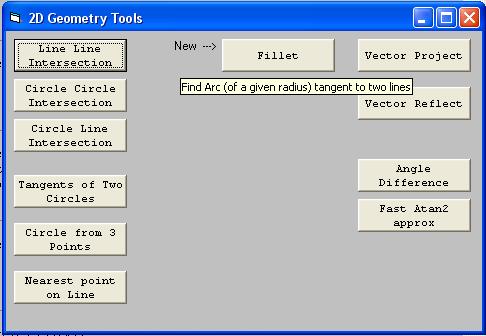 2D Geometry Tools
Line Line
Intersection
New --->
Fillet
Vector Project
Find Arc (of a given radius) tangent to two lines
Circle Circle
Intersection
Vector Reflect
Circle Line
Intersection
Angle
Difference
Tangents of Two
Circles
Fast Atan2
approx
Circle from 3
Points
Nearest point
on Line